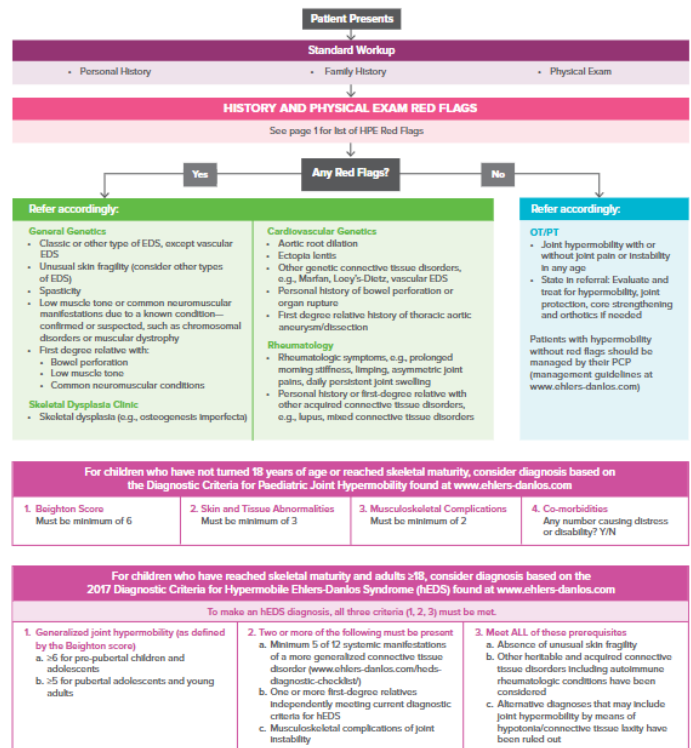 Patient Presents
Standard Workup
• Personal History
• Family History
• Physical Exam
HISTORY AND PHYSICAL EXAM RED FLAGS
See page 1 for list of HPE Red Flags
Yes
Any Red Flags?
No
Refer accordingly:
General Genetics
• Classic or other type of EDS, except vascular
EDS
• Unusual skin fragility (consider other types
of EDS)
• Spasticity
• Low muscle tone or common neuromuscular
manifestations due to a known condition—
confirmed or suspected, such as chromosomal
disorders or muscular dystrophy
• First degree relative with:
• Bowel perforation
• Low muscle tone
• Common neuromuscular conditions
Skeletal Dysplasia Clinic
• Skeletal dysplasia (e.g., osteogenesis imperfecta)
Cardiovascular Genetics
• Aortic root dilation
• Ectopia lentis
• Other genetic connective tissue disorders,
e.g., Marfan, Loey's-Dietz, vascular EDS
• Personal history of bowel perforation or
organ rupture
• First degree relative history of thoracic aortic
aneurysm/dissection
Rheumatology
• Rheumatologic symptoms, e.g., prolonged
morning stiffness, limping, asymmetric joint
pains, daily persistent joint swelling
• Personal history or first-degree relative with
other acquired connective tissue disorders,
e.g., lupus, mixed connective tissue disorders
Refer accordingly:
OT/PT
• Joint hypermobility with or
without joint pain or instability
in any age
• State in referral: Evaluate and
treat for hypermobility, joint
protection, core strengthening
and orthotics if needed
Patients with hypermobility
without red flags should be
managed by their PCP
(management guidelines at
www.ehlers-danlos.com)
For children who have not turned 18 years of age or reached skeletal maturity, consider diagnosis based on
the Diagnostic Criteria for Paediatric Joint Hypermobility found at www.ehlers-danlos.com
1. Beighton Score
Must be minimum of 6
2. Skin and Tissue Abnormalities
Must be minimum of 3
3. Musculoskeletal Complications
Must be minimum of 2
4. Co-morbidities
Any number causing distress
or disability? Y/N
For children who have reached skeletal maturity and adults ≥18, consider diagnosis based on the
2017 Diagnostic Criteria for Hypermobile Ehlers-Danlos Syndrome (hEDS) found at www.ehlers-danlos.com
To make an hEDS diagnosis, all three criteria (1, 2, 3) must be met.
1. Generalized joint hypermobility (as defined
by the Beighton score)
a. ≥6 for pre-pubertal children and
adolescents
b. ≥5 for pubertal adolescents and young
adults
2. Two or more of the following must be present
a. Minimum 5 of 12 systemic manifestations
of a more generalized connective tissue
disorder (www.ehlers-danlos.com/heds-
diagnostic-checklist/)
b. One or more first-degree relatives
independently meeting current diagnostic
criteria for hEDS
c. Musculoskeletal complications of joint
instability
3. Meet ALL of these prerequisites
a. Absence of unusual skin fragility
b. Other heritable and acquired connective
tissue disorders including autoimmune
rheumatologic conditions have been
considered
c. Alternative diagnoses that may include
joint hypermobility by means of
hypotonia/connective tissue laxity have
been ruled out